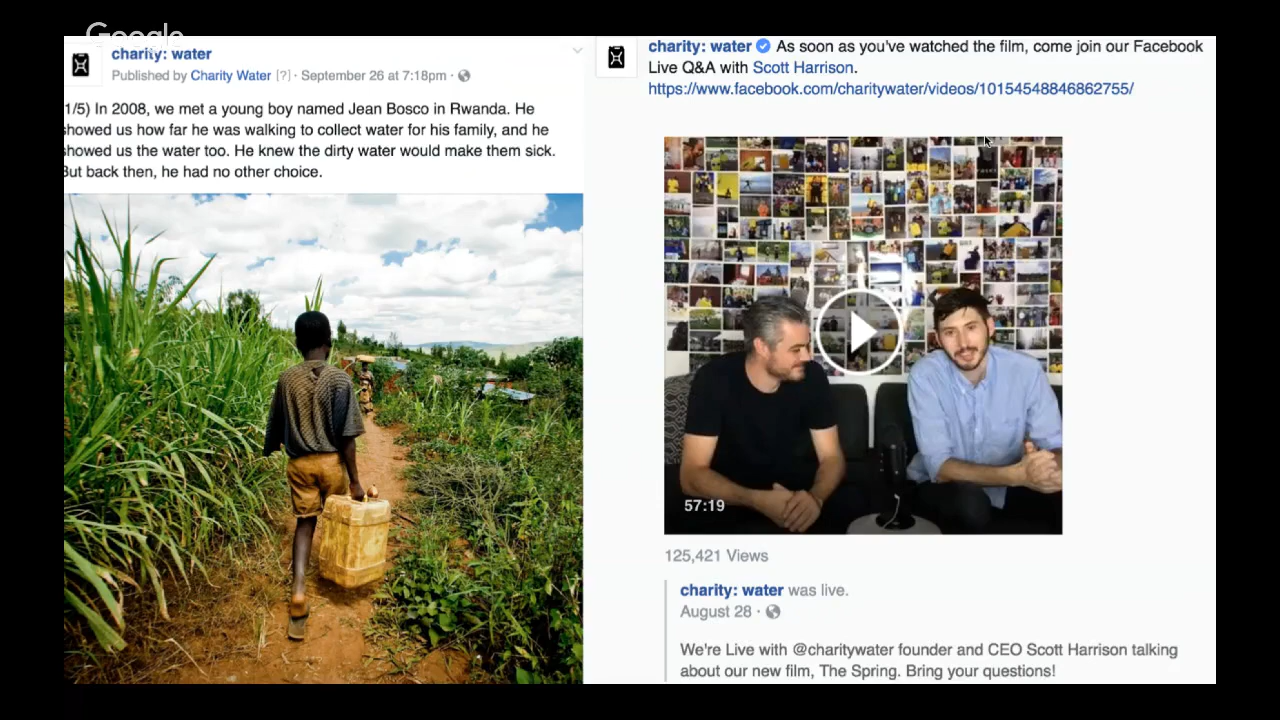 Google
charity: water
Published by Charity Water [?] · September 26 at 7:18pm ·
1/5) In 2008, we met a young boy named Jean Bosco in Rwanda. He
showed us how far he was walking to collect water for his family, and he
showed us the water too. He knew the dirty water would make them sick.
But back then, he had no other choice.
charity: water As soon as you've watched the film, come join our Facebook
Live Q&A with Scott Harrison.
https://www.facebook.com/charitywater/videos/10154548846862755/
57:19
125,421 Views
charity: water was live.
August 28 ·
We're Live with @charitywater founder and CEO Scott Harrison talking
about our new film, The Spring. Bring your questions!